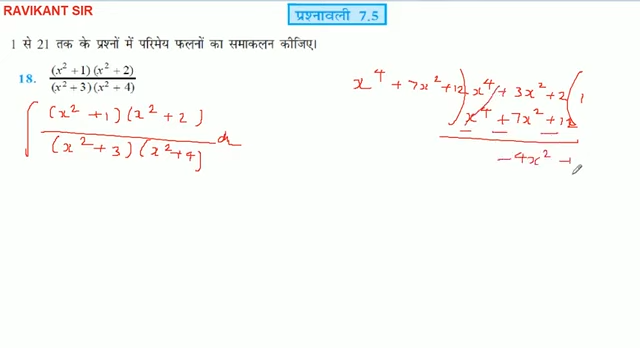 RAVIKANT SIR
प्रश्नावली 7.5
1 से 21 तक के प्रश्नों में परिमेय फलनों का समाकलन कीजिए।
18. (x² +1) (x² +2) / (x² +3) (x² +4)
∫ (x² +1) (x² +2) / (x² +3) (x² +4) dx
x⁴ + 7x² +12 ) x⁴ + 3x² +2 ( 1
x⁴ + 7x² + 12
− − −
−4x² −